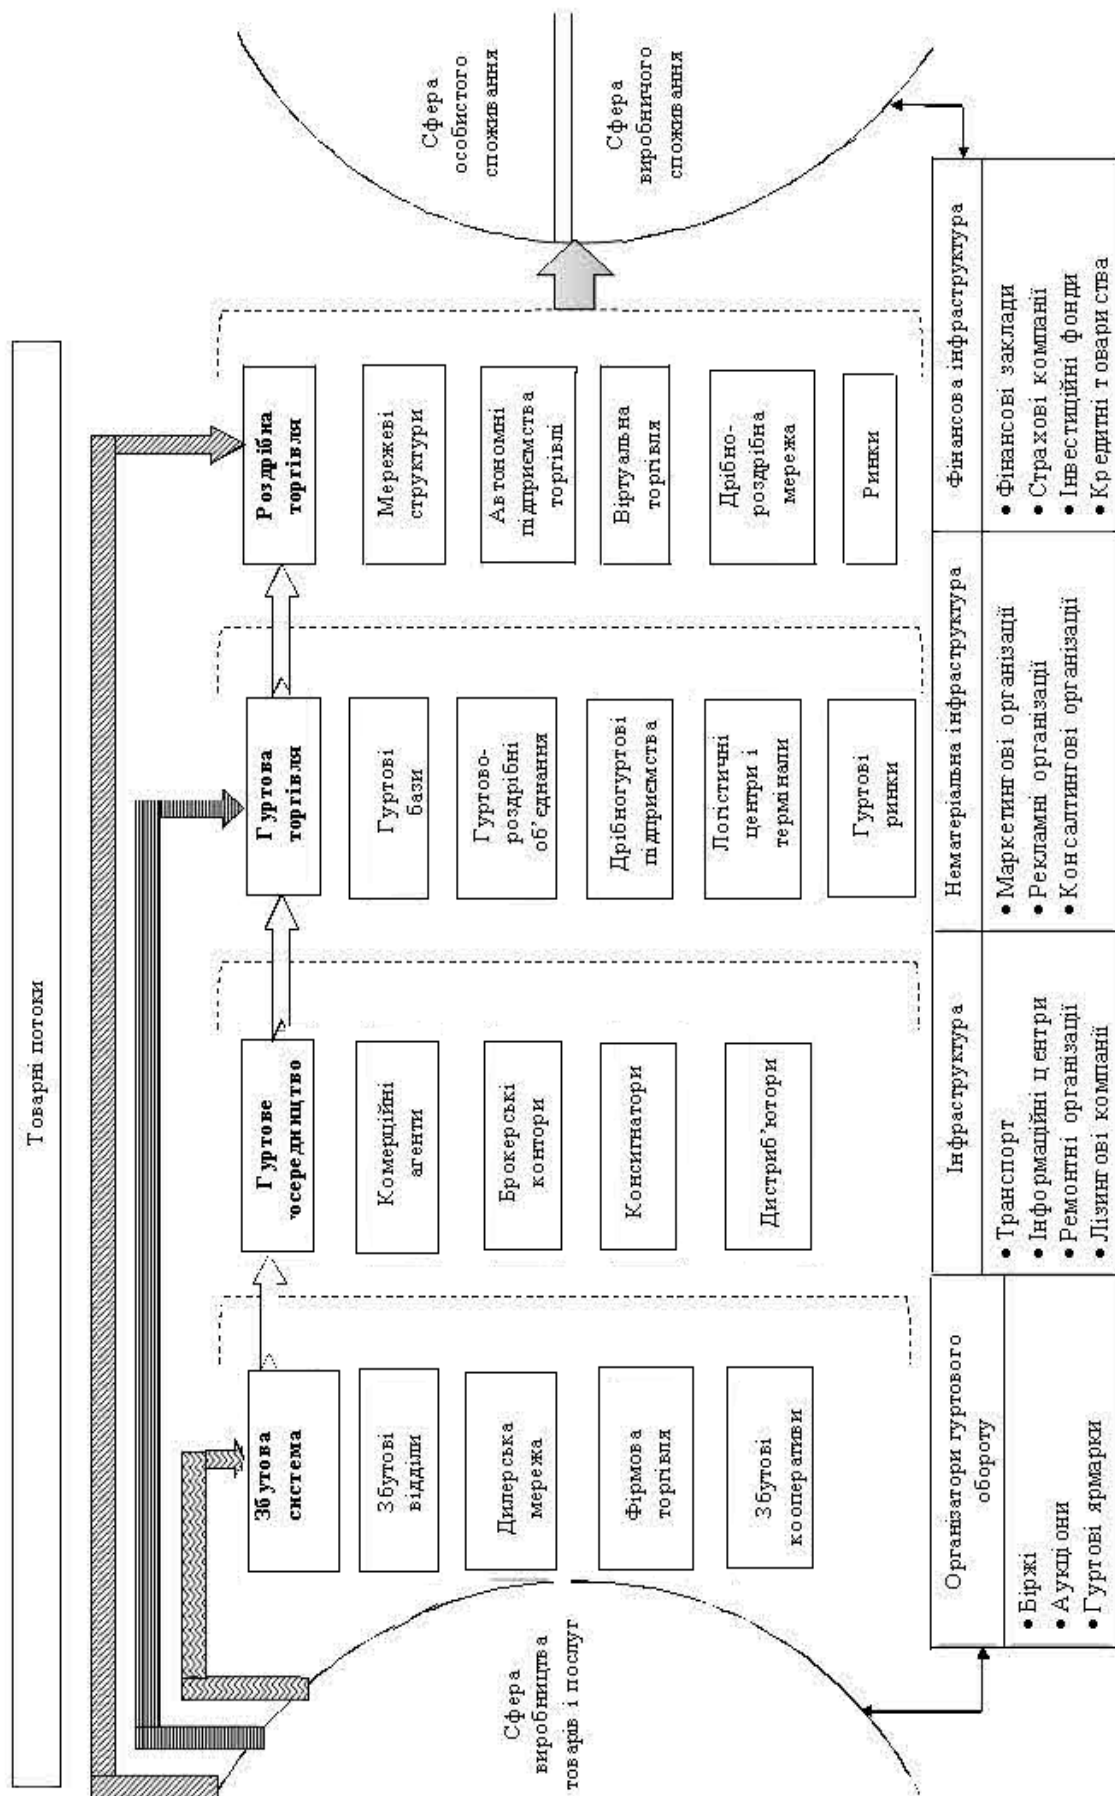 Товарні потоки
Сфера
виробництва
товарів і послуг
Збутова
система
Збутові
відділи
Дилерська
мережа
Фірмова
торгівля
Збутові
кооперативи
Гуртове
осередництво
Комерційні
агенти
Брокерські
контори
Консигнатори
Дистриб’ютори
Гуртова
торгівля
Гуртові
бази
Гуртово-
роздрібні
об’єднання
Дрібногуртові
підприємства
Логістичні
центри і
термінали
Гуртові
ринки
Роздрібна
торгівля
Мережеві
структури
Автономні
підприємства
торгівлі
Віртуальна
торгівля
Дрібно-
роздрібна
мережа
Ринки
Сфера
особистого
споживання
Сфера
виробничого
споживання
Організатори гуртового
обороту
• Біржі
• Аукціони
• Гуртові ярмарки
Інфраструктура
• Транспорт
• Інформаційні центри
• Ремонтні організації
• Лізингові компанії
Нематеріальна інфраструктура
• Маркетингові організації
• Рекламні організації
• Консалтингові організації
Фінансова інфраструктура
• Фінансові заклади
• Страхові компанії
• Інвестиційні фонди
• Кредитні товариства